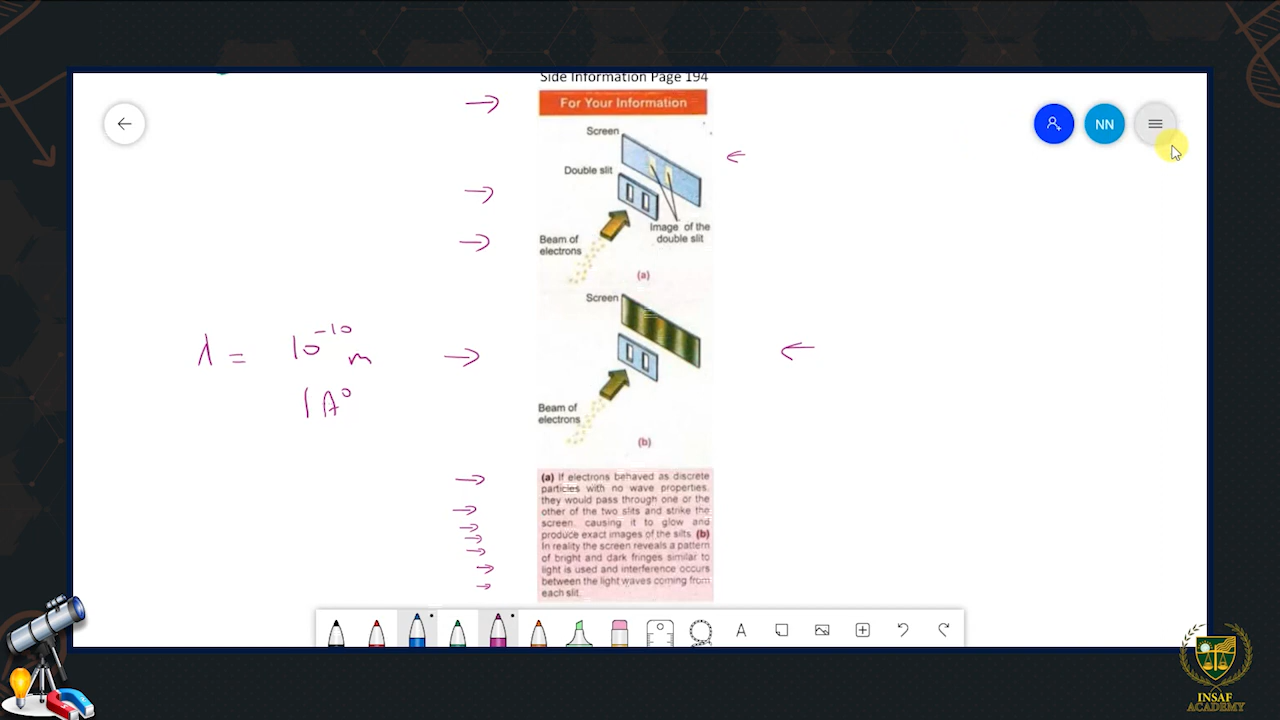 Side Information Page 194
For Your Information
Screen
Double slit
Image of the
double slit
Beam of
electrons
(a)
Screen
Beam of
electrons
(b)
λ = 10⁻¹⁰ m
1 A⁰
(a) If electrons behaved as discrete
particles with no wave properties,
they would pass through one or the
other of the two slits and strike the
screen, causing it to glow and
produce exact images of the silts. (b)
In reality the screen reveals a pattern
of bright and dark fringes similar to
light is used and interference occurs
between the light waves coming from
each slit.
NN
A
INSAF
ACADEMY